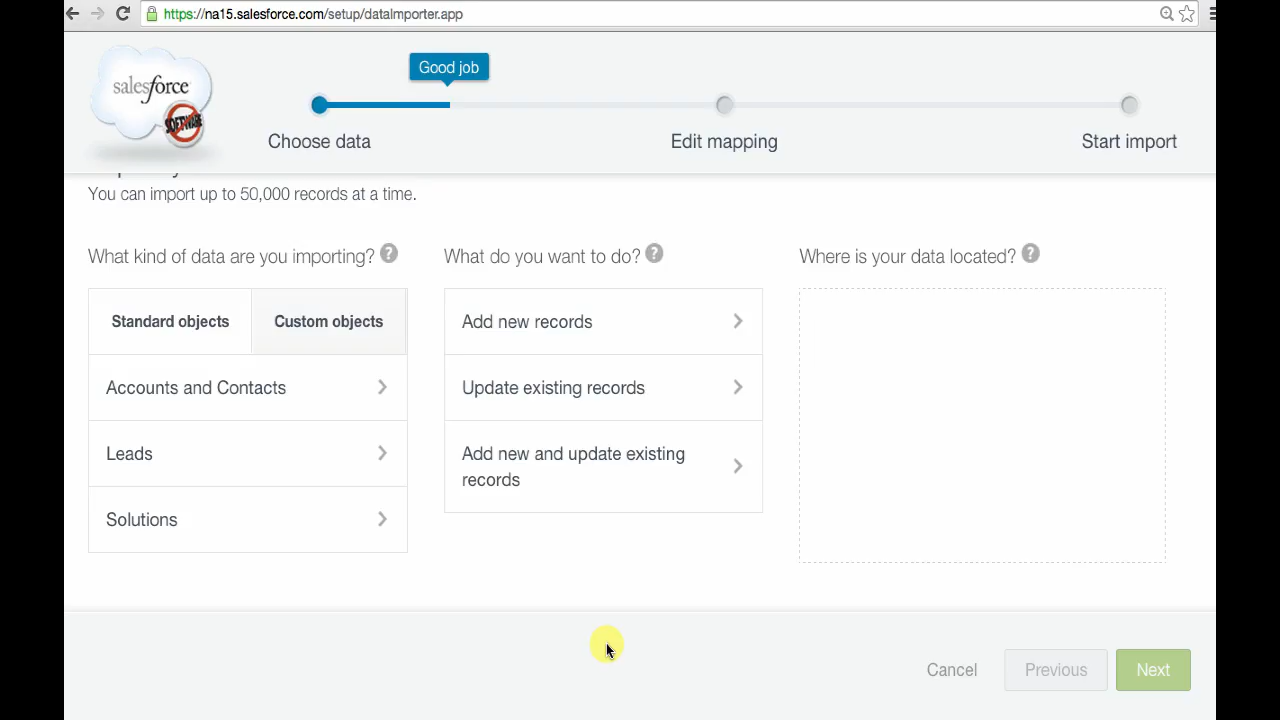 https://na15.salesforce.com/setup/dataImporter.app
Good job
salesforce
SOFTWARE
Choose data
Edit mapping
Start import
You can import up to 50,000 records at a time.
What kind of data are you importing? ?
What do you want to do? ?
Where is your data located? ?
Standard objects
Custom objects
Accounts and Contacts
Leads
Solutions
Add new records
Update existing records
Add new and update existing
records
Cancel
Previous
Next